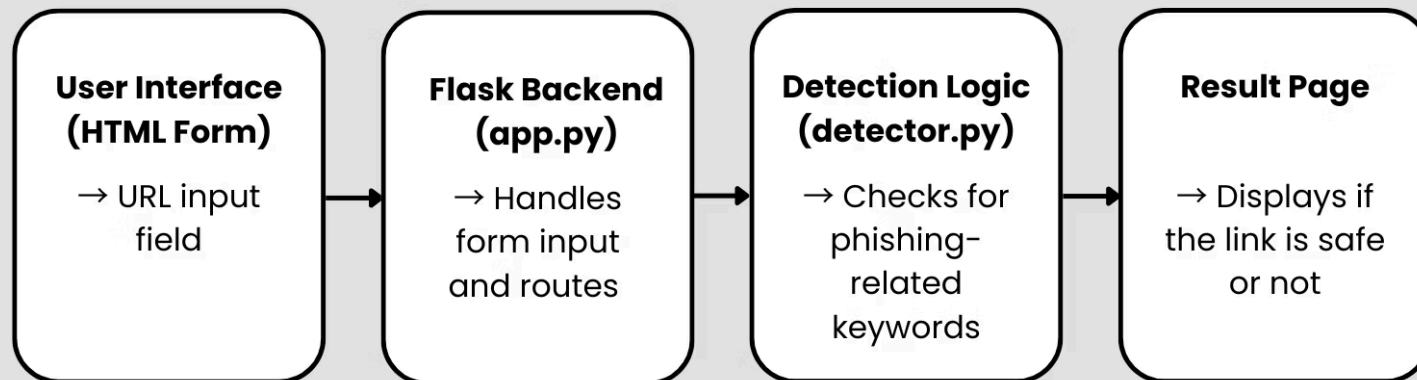 User Interface
(HTML Form)
→ URL input
field
Flask Backend
(app.py)
→ Handles
form input
and routes
Detection Logic
(detector.py)
→ Checks for
phishing-
related
keywords
Result Page
→ Displays if
the link is safe
or not